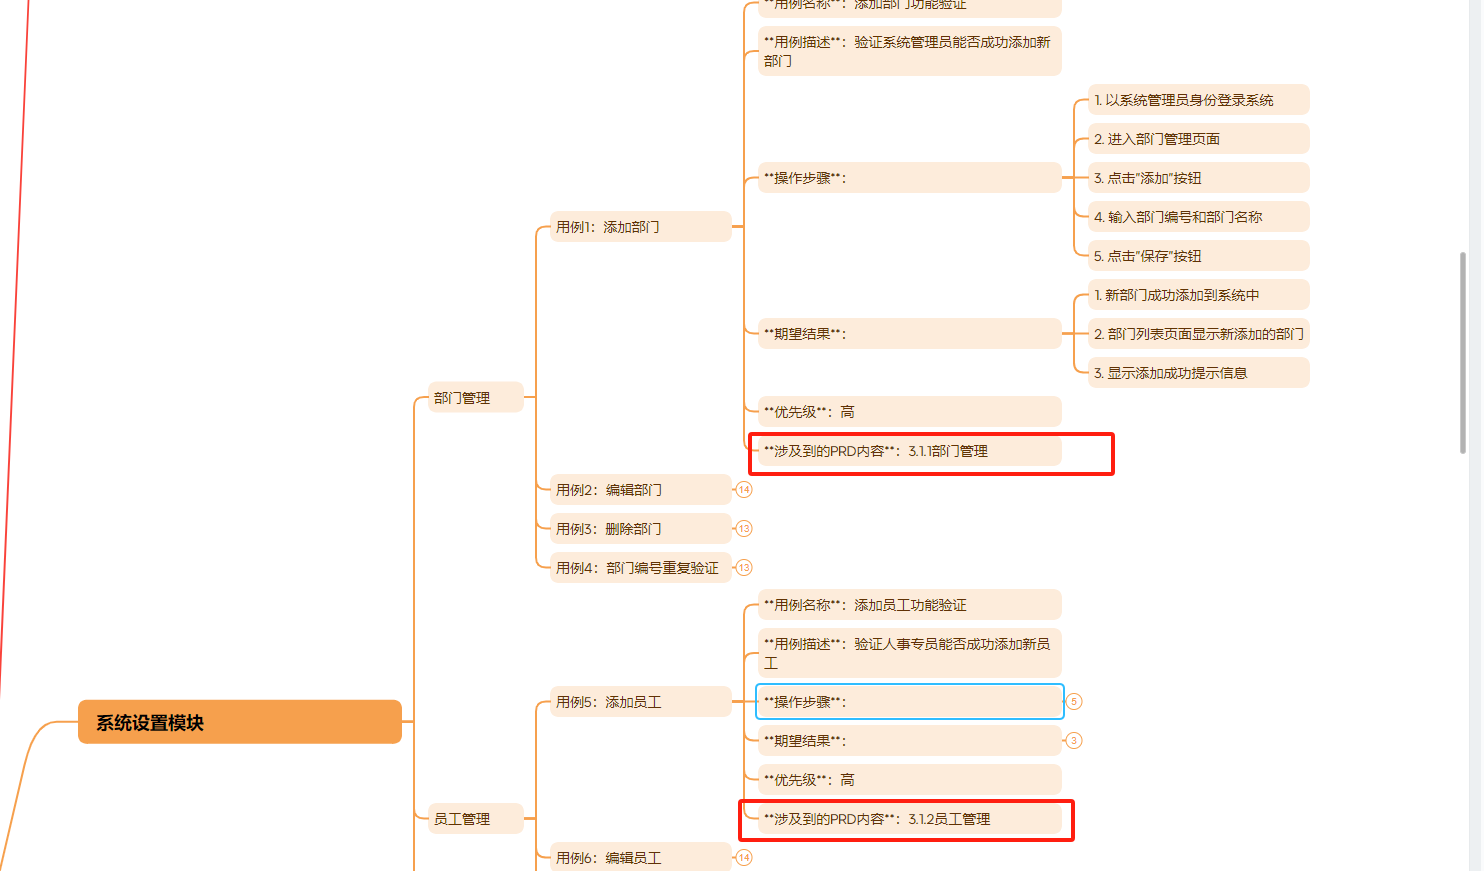 **用例名称**：添加部门功能验证
**用例描述**：验证系统管理员能否成功添加新
部门
1. 以系统管理员身份登录系统
2. 进入部门管理页面
**操作步骤**：
3. 点击"添加"按钮
4. 输入部门编号和部门名称
用例1：添加部门
5. 点击"保存"按钮
1. 新部门成功添加到系统中
**期望结果**：
2. 部门列表页面显示新添加的部门
3. 显示添加成功提示信息
部门管理
**优先级**：高
**涉及到的PRD内容**：3.1.1部门管理
用例2：编辑部门
14
用例3：删除部门
13
用例4：部门编号重复验证
13
**用例名称**：添加员工功能验证
**用例描述**：验证人事专员能否成功添加新员
工
用例5：添加员工
**操作步骤**：
5
系统设置模块
**期望结果**：
3
**优先级**：高
员工管理
**涉及到的PRD内容**：3.1.2员工管理
用例6：编辑员工
14